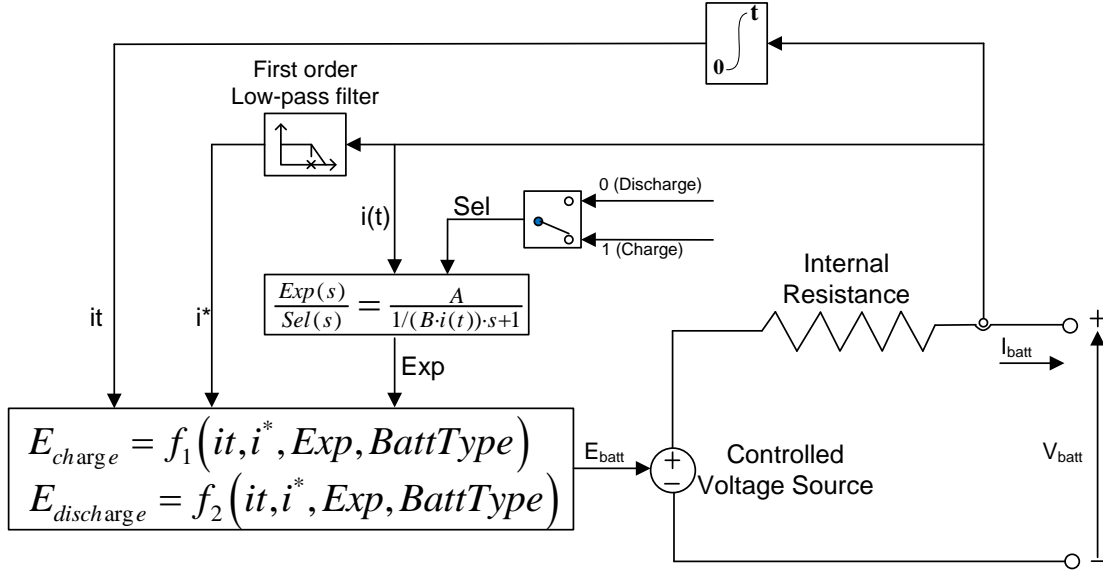 t
0
First order
Low-pass filter
0 (Discharge)
Sel
i(t)
1 (Charge)
Exp(s)/Sel(s) = A/1/(B·i(t))·s+1
Internal
Resistance
it
i*
+
I_batt
Exp
E_charge = f_1(it,i*,Exp,BattType)
E_discharge = f_2(it,i*,Exp,BattType)
E_batt
+
−
Controlled
Voltage Source
V_batt
−